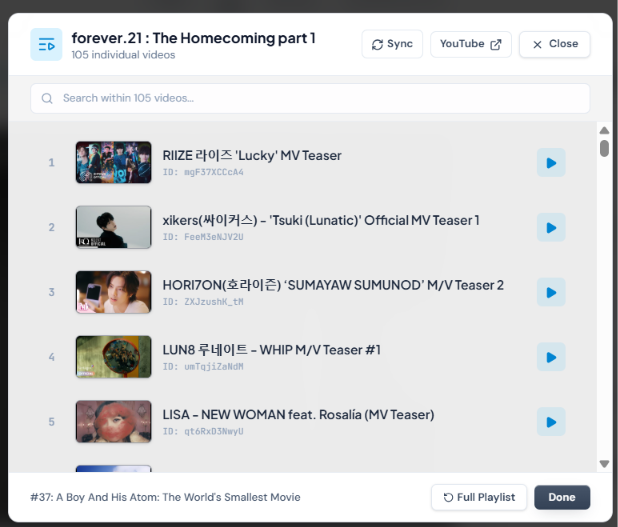 forever.21 : The Homecoming part 1
105 individual videos
Sync
YouTube
Close
Search within 105 videos...
1
RIIZE 라이즈 'Lucky' MV Teaser
ID: mgF37XCCcA4
2
xikers(싸이커스) - 'Tsuki (Lunatic)' Official MV Teaser 1
ID: FeeM3eNJV2U
3
HORI7ON(호라이즌) ‘SUMAYAW SUMUNOD’ M/V Teaser 2
ID: ZXJzushK_tM
4
LUN8 루네이트 - WHIP M/V Teaser #1
ID: umTqjiZaNdM
5
LISA - NEW WOMAN feat. Rosalía (MV Teaser)
ID: qt6RxD3NwyU
#37: A Boy And His Atom: The World's Smallest Movie
Full Playlist
Done